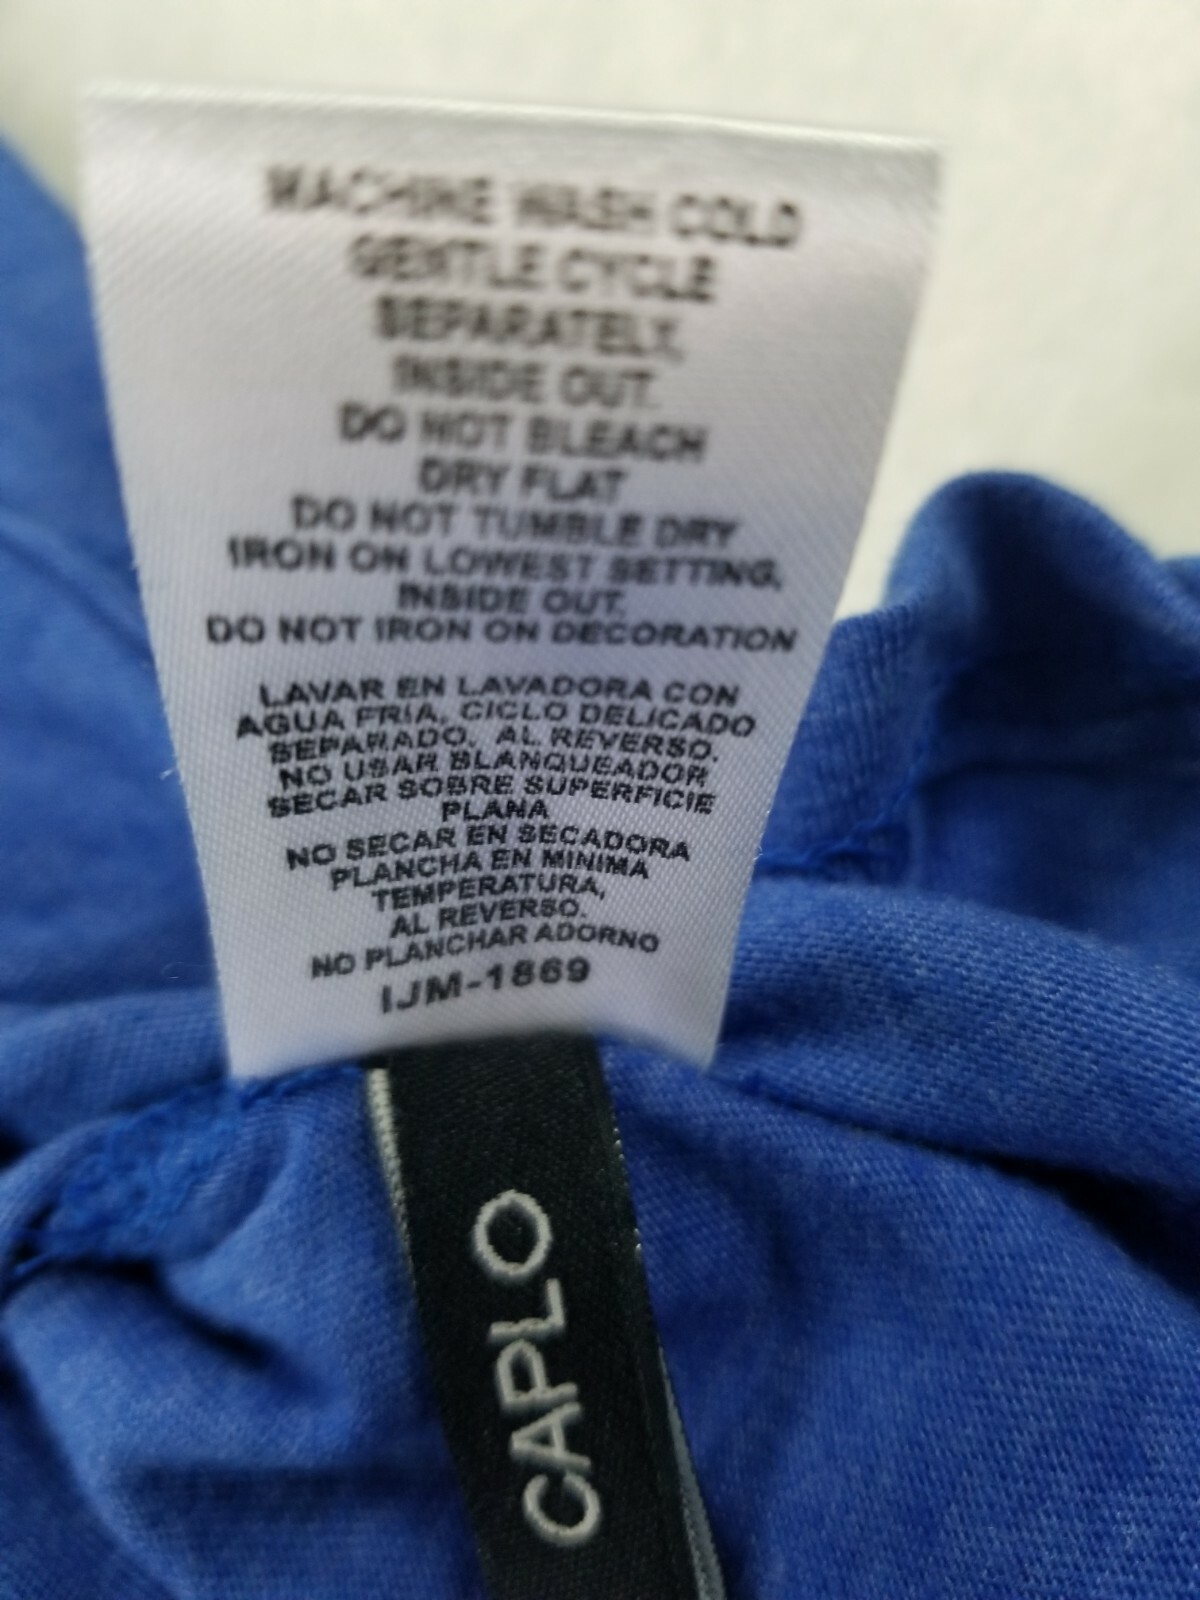 MACHINE WASH COLD
GENTLE CYCLE
SEPARATELY,
INSIDE OUT.
DO NOT BLEACH
DRY FLAT
DO NOT TUMBLE DRY
IRON ON LOWEST SETTING,
INSIDE OUT.
DO NOT IRON ON DECORATION
LAVAR EN LAVADORA CON
AGUA FRIA, CICLO DELICADO
SEPARADO, AL REVERSO.
NO USAR BLANQUEADOR
SECAR SOBRE SUPERFICIE
PLANA
NO SECAR EN SECADORA
PLANCHA EN MINIMA
TEMPERATURA,
AL REVERSO.
NO PLANCHAR ADORNO
IJM-1869
CAPLO